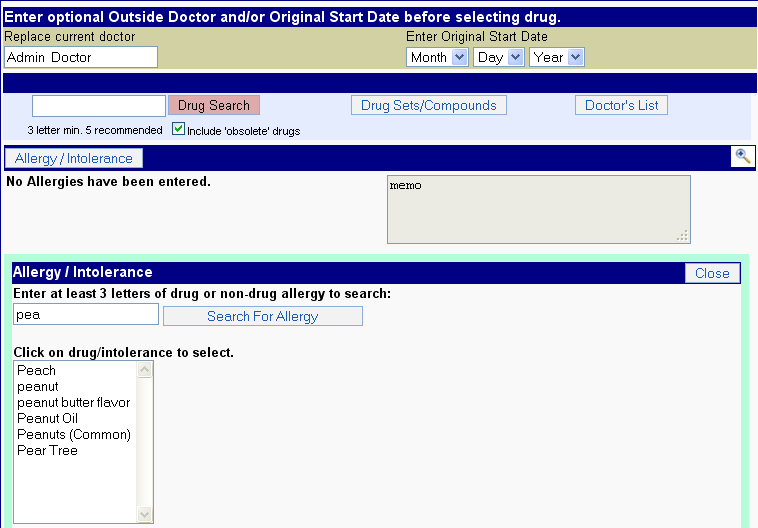 Enter optional Outside Doctor and/or Original Start Date before selecting drug.
Replace current doctor Enter Original Start Date
Admin Doctor Month Day Year
Drug Search Drug Sets/Compounds Doctor's List
3 letter min. 5 recommended Include 'obsolete' drugs
Allergy / Intolerance
No Allergies have been entered. memo
Allergy / Intolerance Close
Enter at least 3 letters of drug or non-drug allergy to search:
pea Search For Allergy
Click on drug/intolerance to select.
Peach
peanut
peanut butter flavor
Peanut Oil
Peanuts (Common)
Pear Tree